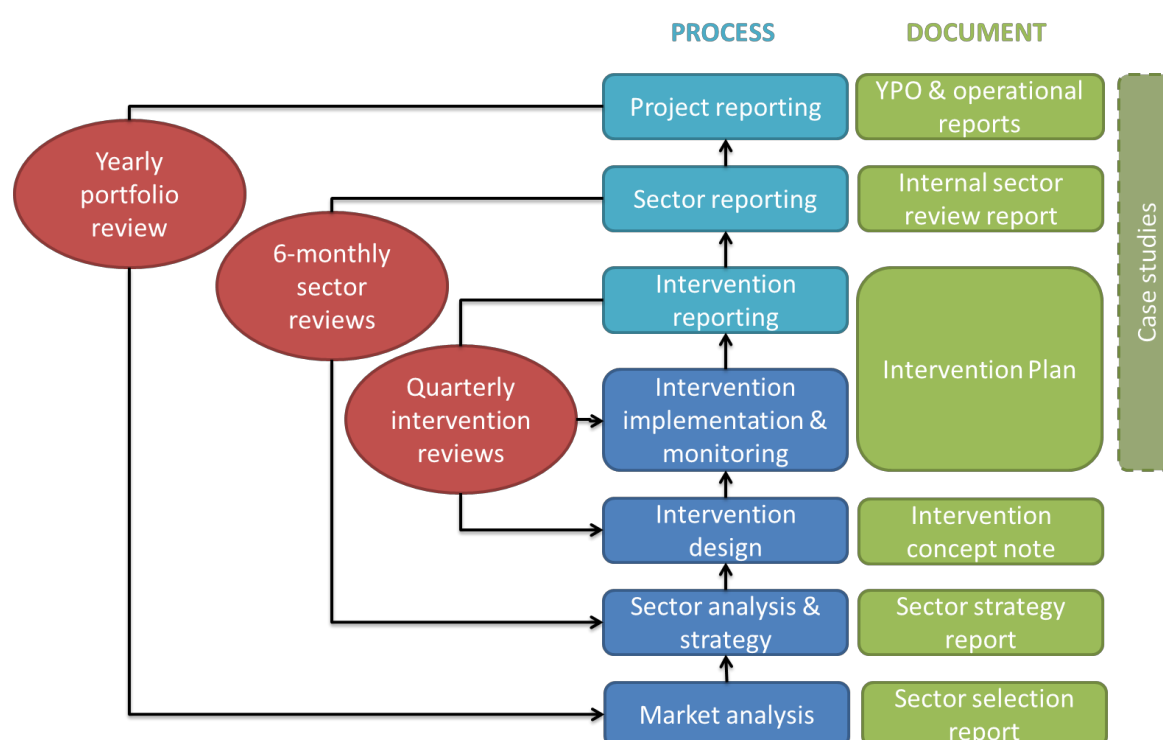 PROCESS
DOCUMENT
Project reporting
YPO & operational
reports
Yearly
portfolio
review
Sector reporting
Internal sector
review report
6-monthly
sector
reviews
Intervention
reporting
Intervention Plan
Case studies
Quarterly
intervention
reviews
Intervention
implementation &
monitoring
Intervention
design
Intervention
concept note
Sector analysis &
strategy
Sector strategy
report
Market analysis
Sector selection
report